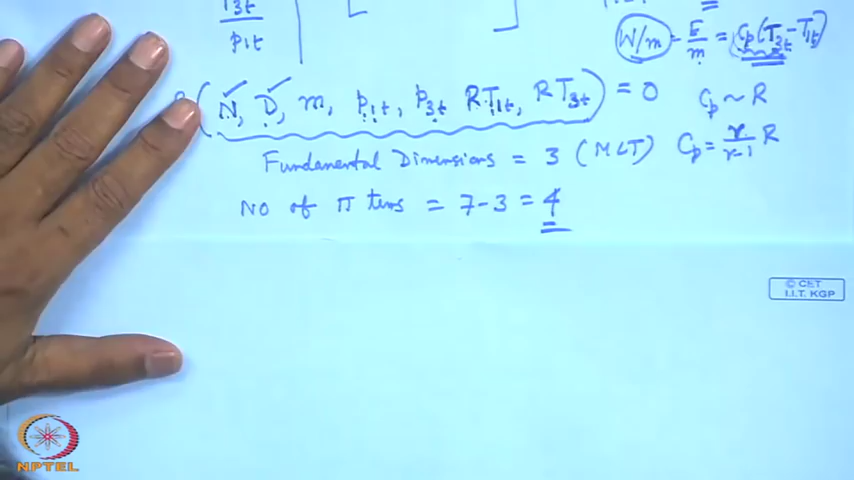 T3t
p1t
W/m - E/m = cp(T3t - T1t)
(N, D, m, p1t, p3t RT1t, RT3t) = 0
cp ~ R
Fundamental Dimensions = 3 (MLT)
Cp = γ/γ-1 R
No of π tems = 7-3 = 4
© CET
I.I.T. KGP
NPTEL